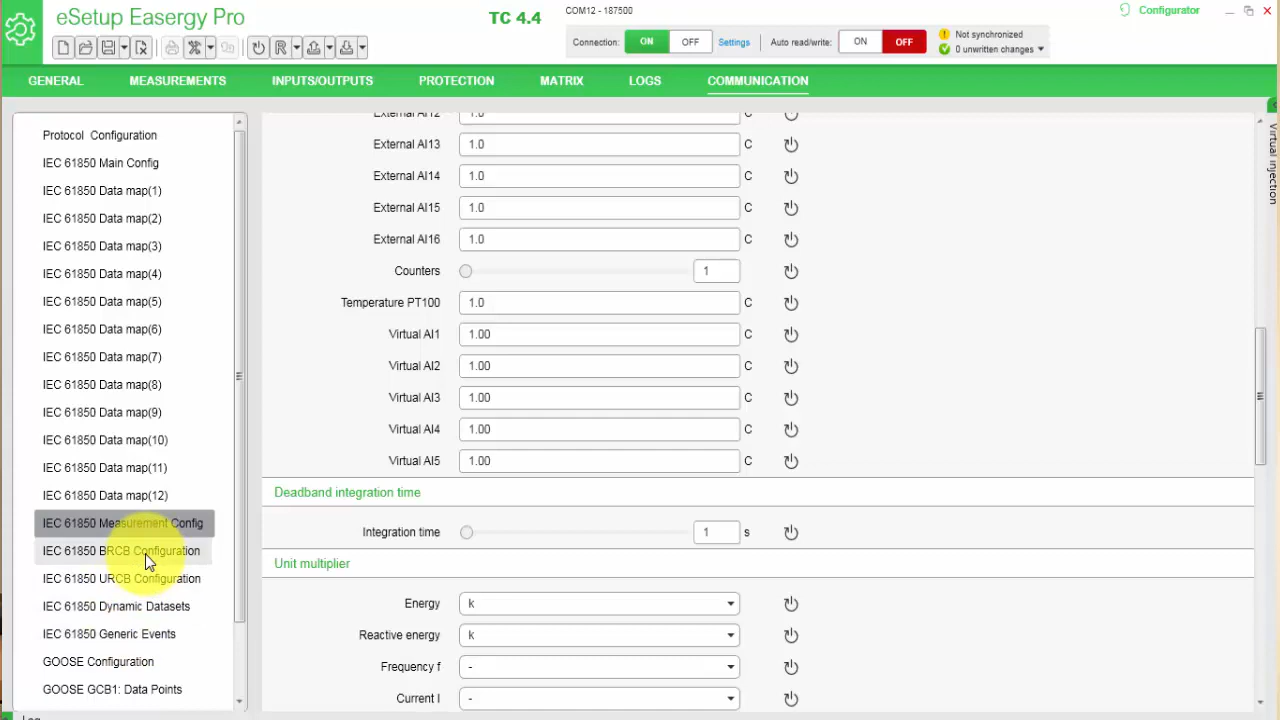 eSetup Easergy Pro
TC 4.4
COM12 - 187500
Configurator
Connection: ON OFF Settings Auto read/write: ON OFF
Not synchronized
0 unwritten changes
GENERAL MEASUREMENTS INPUTS/OUTPUTS PROTECTION MATRIX LOGS COMMUNICATION
Protocol Configuration
IEC 61850 Main Config
IEC 61850 Data map(1)
IEC 61850 Data map(2)
IEC 61850 Data map(3)
IEC 61850 Data map(4)
IEC 61850 Data map(5)
IEC 61850 Data map(6)
IEC 61850 Data map(7)
IEC 61850 Data map(8)
IEC 61850 Data map(9)
IEC 61850 Data map(10)
IEC 61850 Data map(11)
IEC 61850 Data map(12)
IEC 61850 Measurement Config
IEC 61850 BRCB Configuration
IEC 61850 URCB Configuration
IEC 61850 Dynamic Datasets
IEC 61850 Generic Events
GOOSE Configuration
GOOSE GCB1: Data Points
External AI12 1.0 C
External AI13 1.0 C
External AI14 1.0 C
External AI15 1.0 C
External AI16 1.0 C
Counters 1
Temperature PT100 1.0 C
Virtual AI1 1.00 C
Virtual AI2 1.00 C
Virtual AI3 1.00 C
Virtual AI4 1.00 C
Virtual AI5 1.00 C
Deadband integration time
Integration time 1 s
Unit multiplier
Energy k
Reactive energy k
Frequency f -
Current I -
Virtual injection
Log